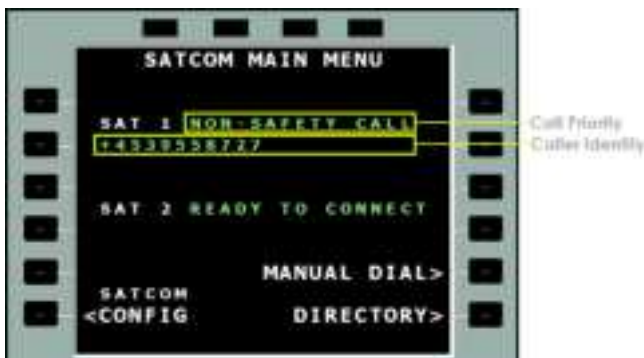 SATCOM MAIN MENU
SAT 1 NON-SAFETY CALL
Call Priority
+4539558727
Caller Identity
SAT 2 READY TO CONNECT
MANUAL DIAL>
SATCOM
<CONFIG
DIRECTORY>